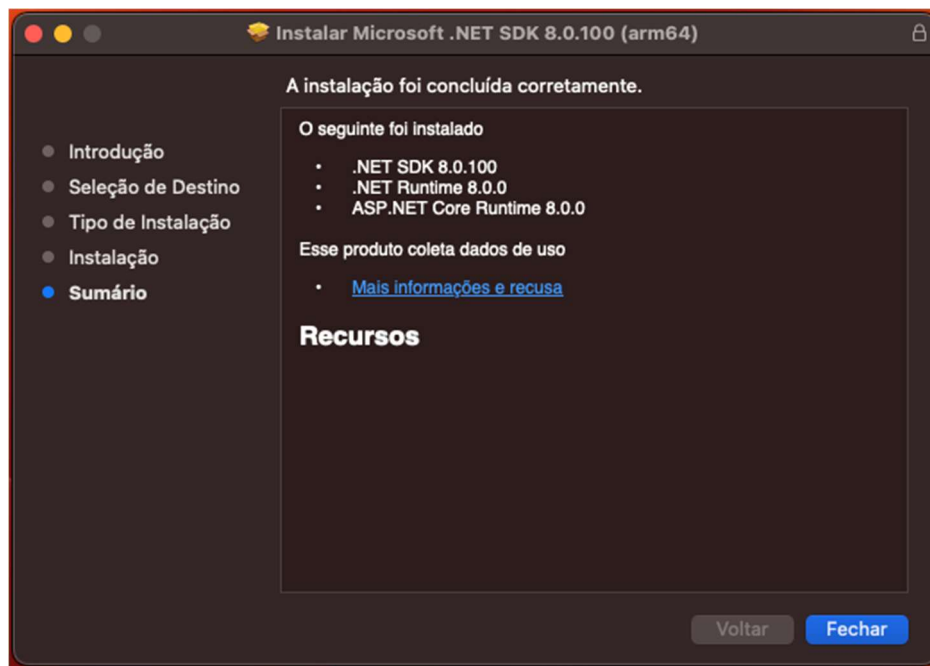 Instalar Microsoft .NET SDK 8.0.100 (arm64)
A instalação foi concluída corretamente.
Introdução
Seleção de Destino
Tipo de Instalação
Instalação
Sumário
O seguinte foi instalado
• .NET SDK 8.0.100
• .NET Runtime 8.0.0
• ASP.NET Core Runtime 8.0.0
Esse produto coleta dados de uso
• Mais informações e recusa
Recursos
Voltar
Fechar